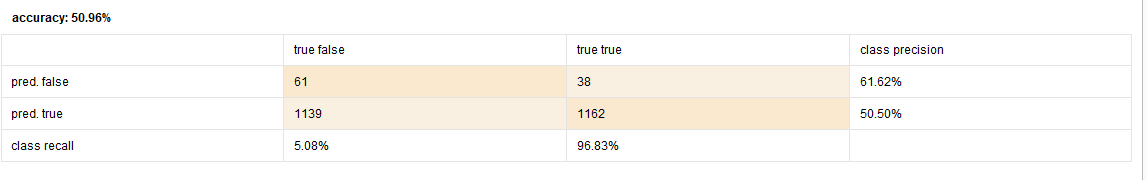 accuracy: 50.96%
true false true true class precision
pred. false 61 38 61.62%
pred. true 1139 1162 50.50%
class recall 5.08% 96.83%